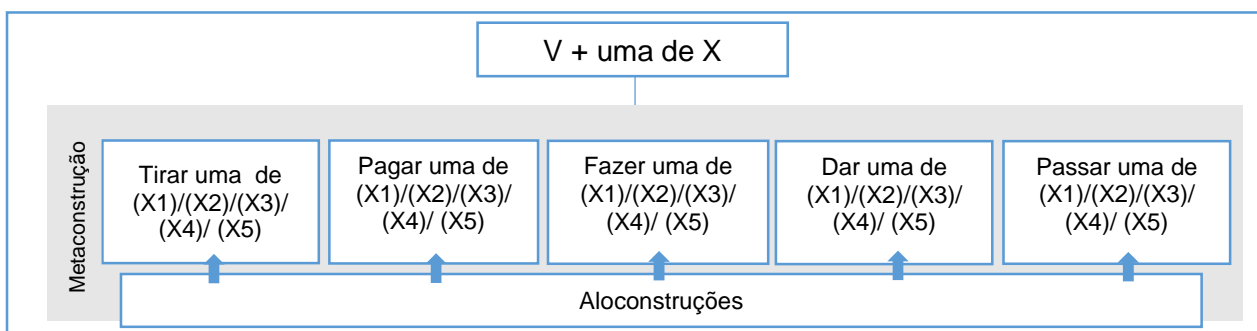 V + uma de X
Metaconstrução
Tirar uma de
(X1)/(X2)/(X3)/
(X4)/ (X5)
Pagar uma de
(X1)/(X2)/(X3)/
(X4)/ (X5)
Fazer uma de
(X1)/(X2)/(X3)/
(X4)/ (X5)
Dar uma de
(X1)/(X2)/(X3)/
(X4)/ (X5)
Passar uma de
(X1)/(X2)/(X3)/
(X4)/ (X5)
Aloconstruções